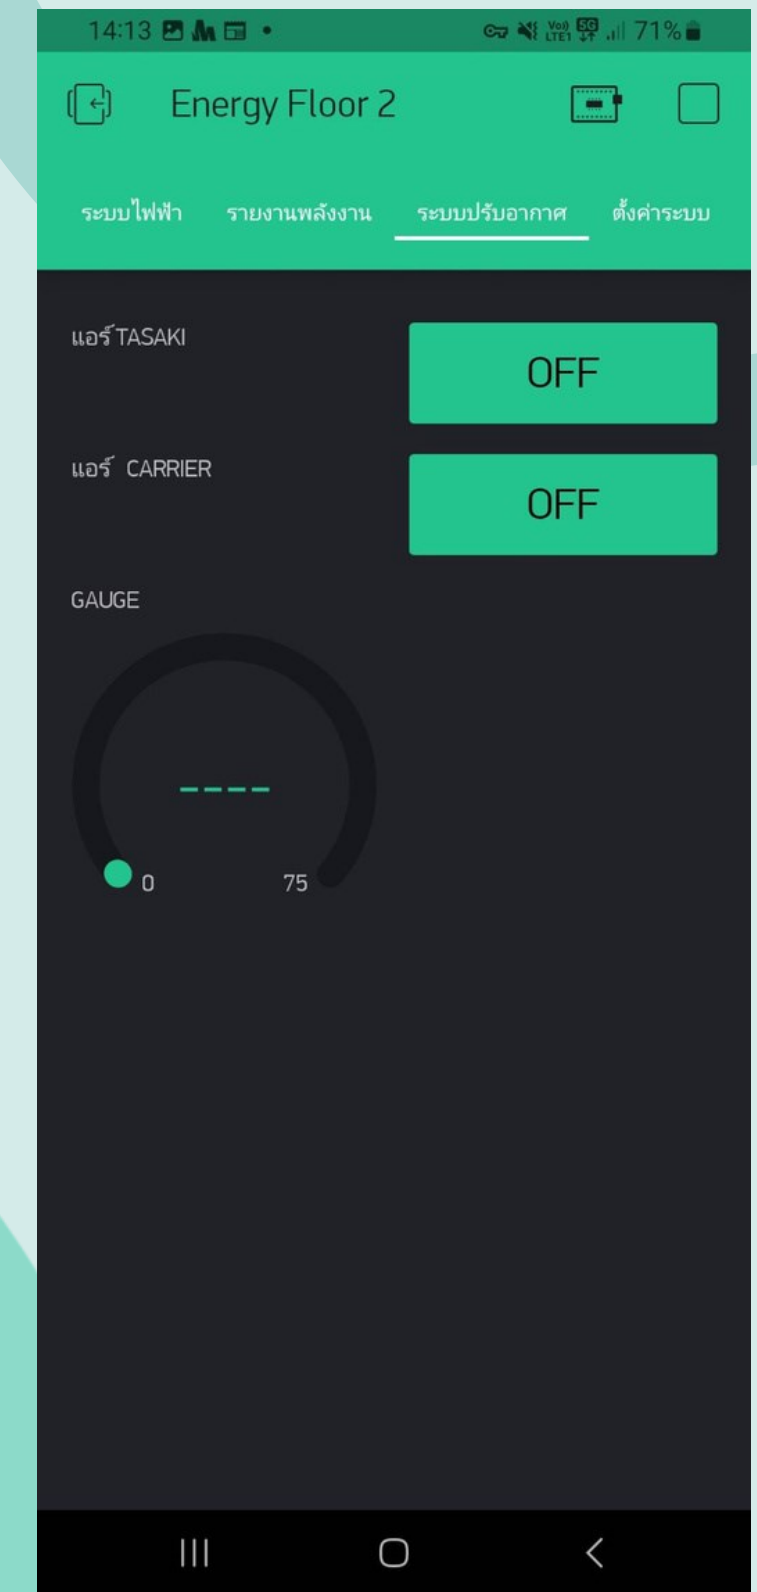 14:13
Vo)) LTE1 5G 71%
Energy Floor 2
ระบบไฟฟ้า รายงานพลังงาน ระบบปรับอากาศ ตั้งค่าระบบ
แอร์ TASAKI
OFF
แอร์ CARRIER
OFF
GAUGE
----
0 75